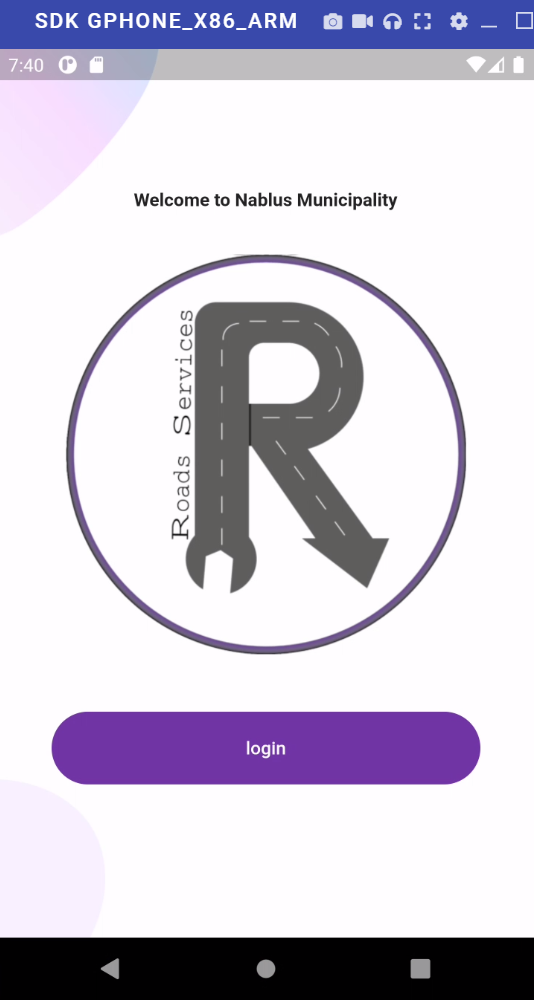 SDK GPHONE_X86_ARM
7:40
Welcome to Nablus Municipality
Roads Services
R
login